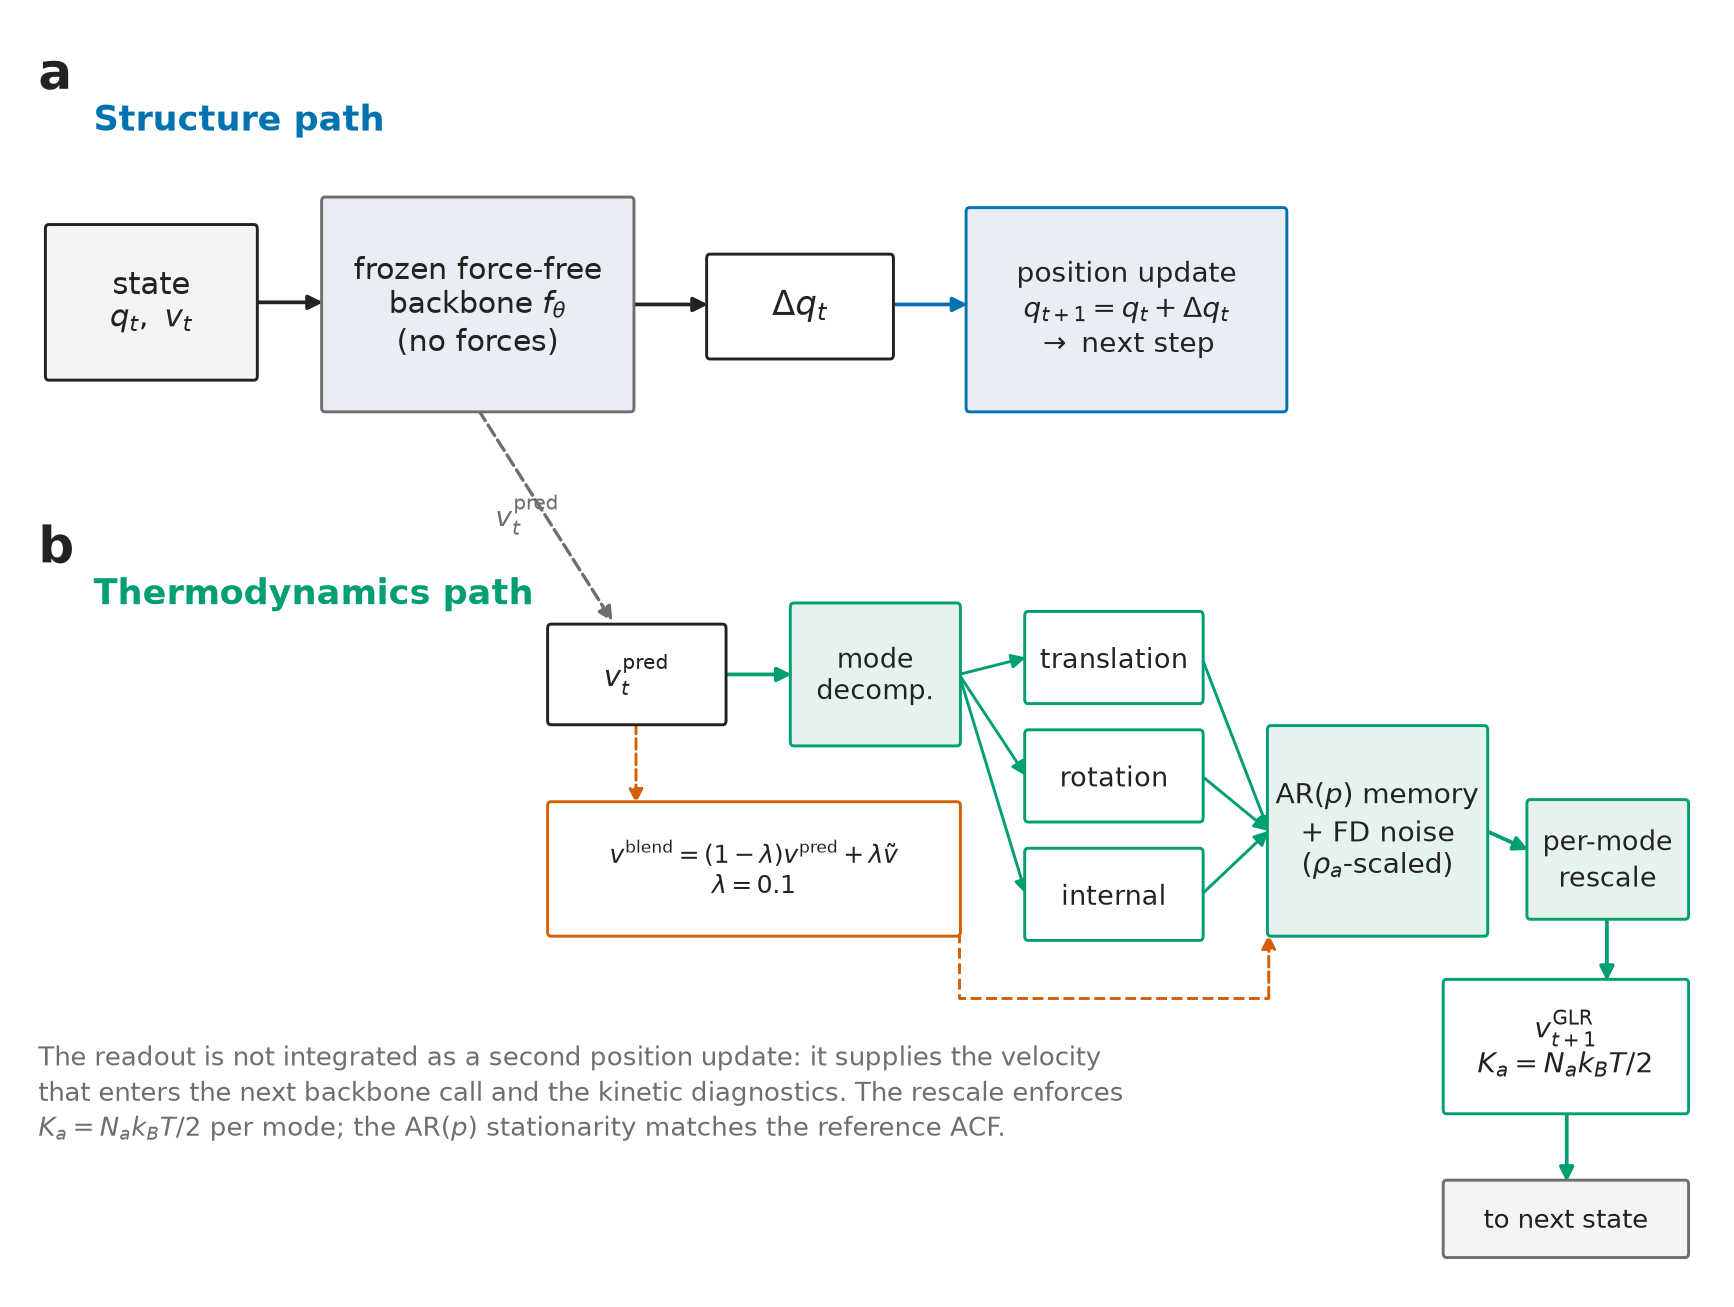 a
Structure path
state
q_t, v_t
frozen force-free
backbone f_θ
(no forces)
Δq_t
position update
q_{t+1} = q_t + Δq_t
→ next step
v_t^{pred}
b
Thermodynamics path
v_t^{pred}
mode
decomp.
translation
rotation
internal
v^{blend} = (1 − λ)v^{pred} + λṽ
λ = 0.1
AR(p) memory
+ FD noise
(ρ_a-scaled)
per-mode
rescale
v_{t+1}^{GLR}
K_a = N_a k_B T/2
to next state
The readout is not integrated as a second position update: it supplies the velocity
that enters the next backbone call and the kinetic diagnostics. The rescale enforces
K_a = N_a k_B T/2 per mode; the AR(p) stationarity matches the reference ACF.